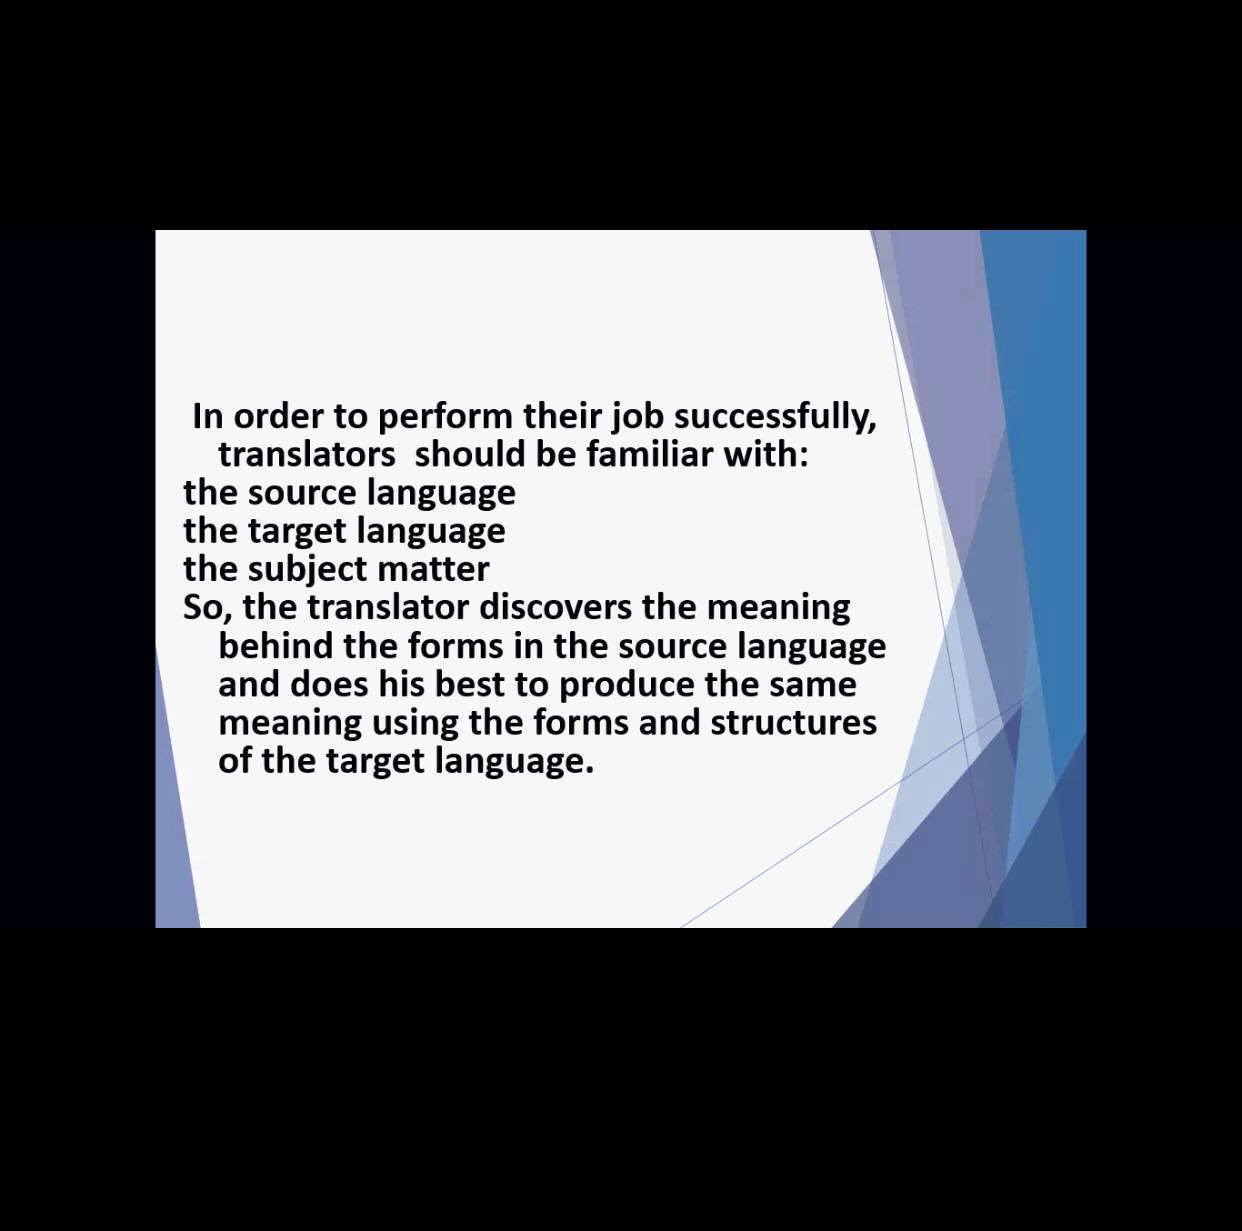 In order to perform their job successfully,
translators  should be familiar with:
the source language
the target language
the subject matter
So, the translator discovers the meaning
behind the forms in the source language
and does his best to produce the same
meaning using the forms and structures
of the target language.